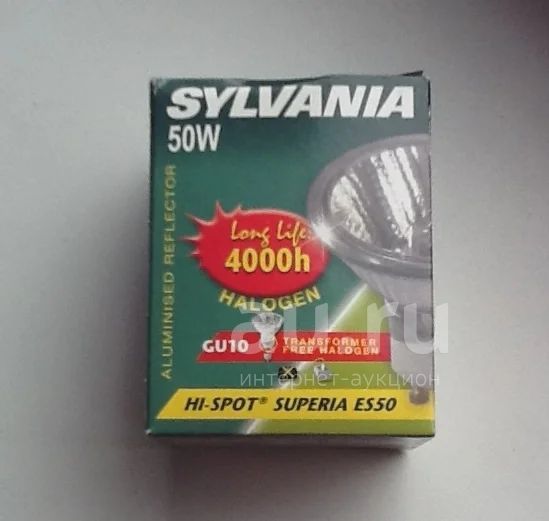 SYLVANIA
50W
ALUMINISED REFLECTOR
Long Life:
4000h
HALOGEN
GU10
TRANSFORMER
FREE HALOGEN
HI-SPOT® SUPERIA ES50
au.ru
интернет-аукцион